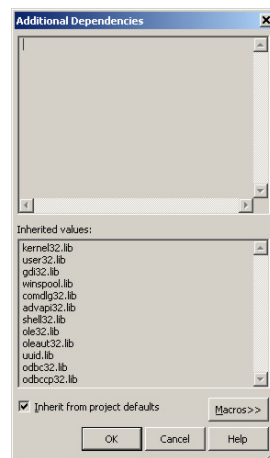 Additional Dependencies
Inherited values:
kernel32.lib
user32.lib
gdi32.lib
winspool.lib
comdlg32.lib
advapi32.lib
shell32.lib
ole32.lib
oleaut32.lib
uuid.lib
odbc32.lib
odbccp32.lib
Inherit from project defaults
Macros>>
OK Cancel Help